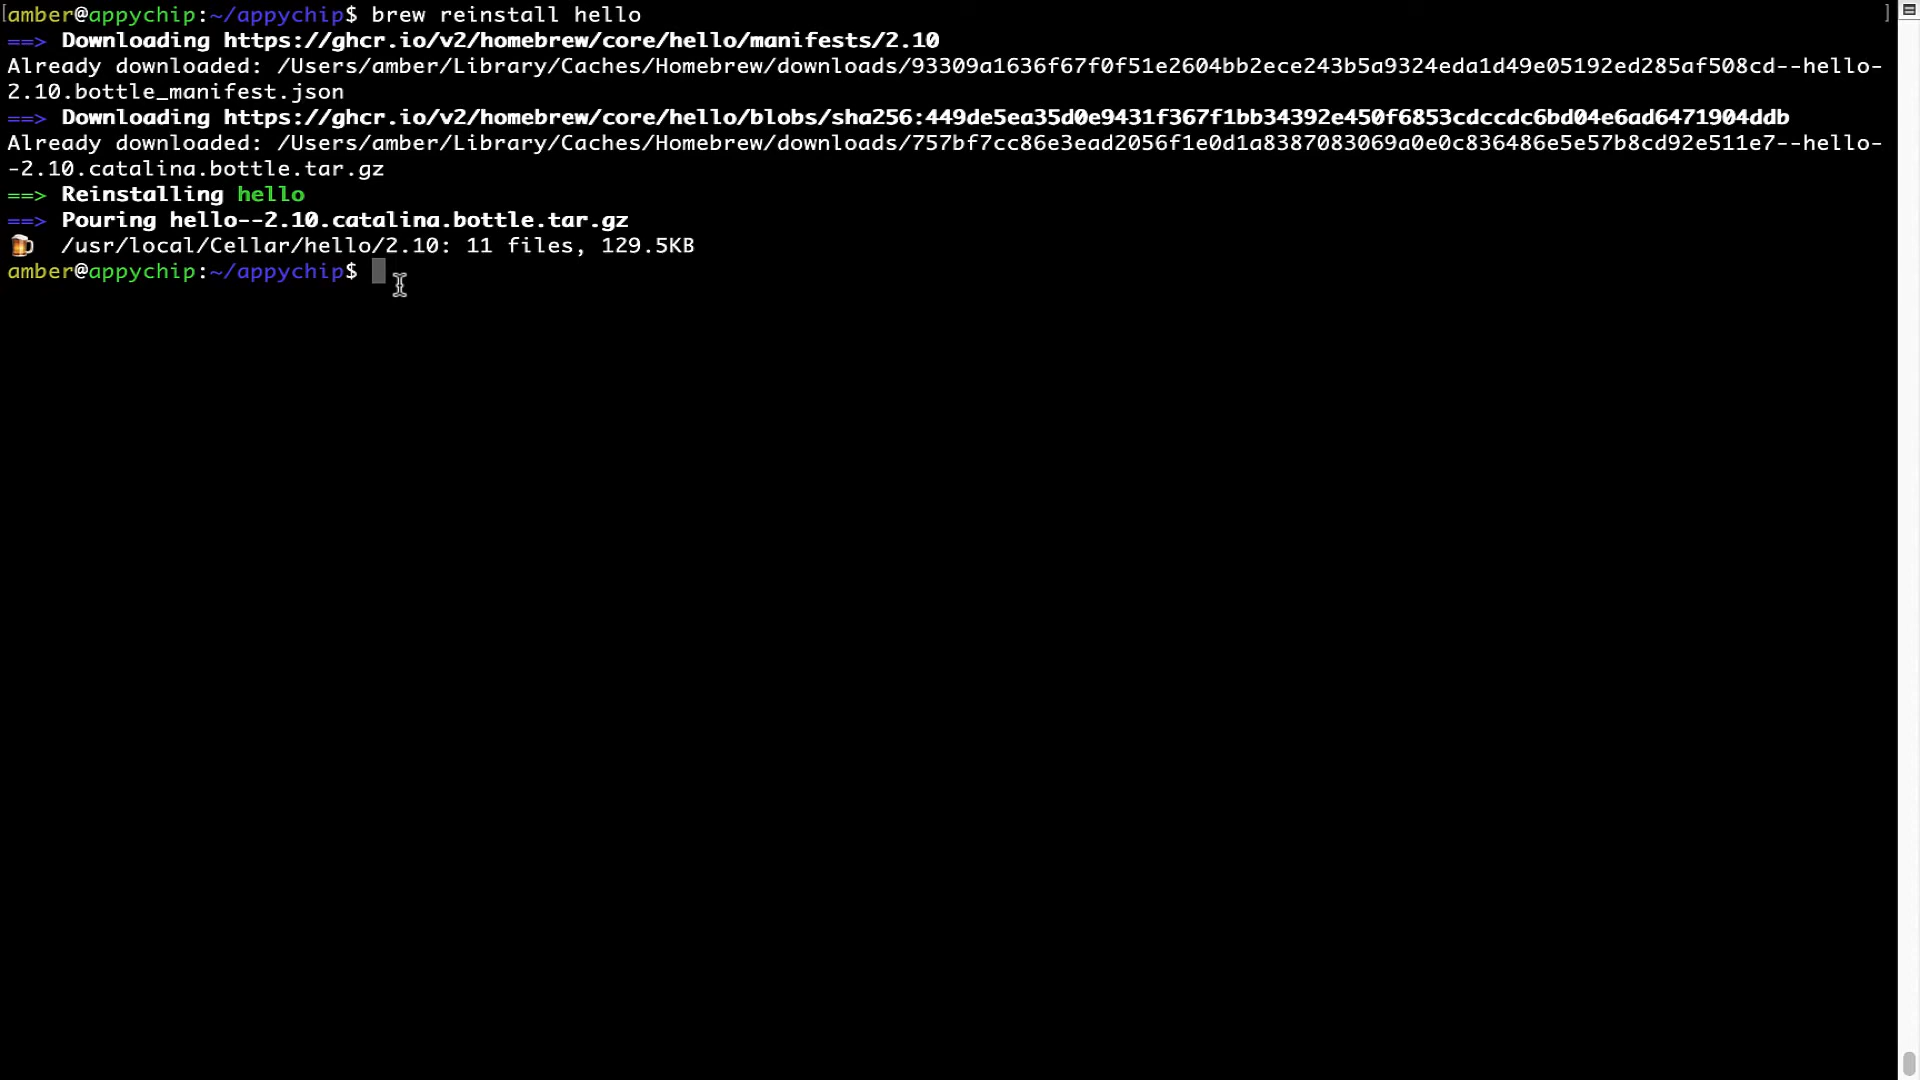 [amber@appychip:~/appychip$ brew reinstall hello ]
==> Downloading https://ghcr.io/v2/homebrew/core/hello/manifests/2.10
Already downloaded: /Users/amber/Library/Caches/Homebrew/downloads/93309a1636f67f0f51e2604bb2ece243b5a9324eda1d49e05192ed285af508cd--hello-
2.10.bottle_manifest.json
==> Downloading https://ghcr.io/v2/homebrew/core/hello/blobs/sha256:449de5ea35d0e9431f367f1bb34392e450f6853cdccdc6bd04e6ad6471904ddb
Already downloaded: /Users/amber/Library/Caches/Homebrew/downloads/757bf7cc86e3ead2056f1e0d1a8387083069a0e0c836486e5e57b8cd92e511e7--hello-
-2.10.catalina.bottle.tar.gz
==> Reinstalling hello
==> Pouring hello--2.10.catalina.bottle.tar.gz
🍺 /usr/local/Cellar/hello/2.10: 11 files, 129.5KB
amber@appychip:~/appychip$